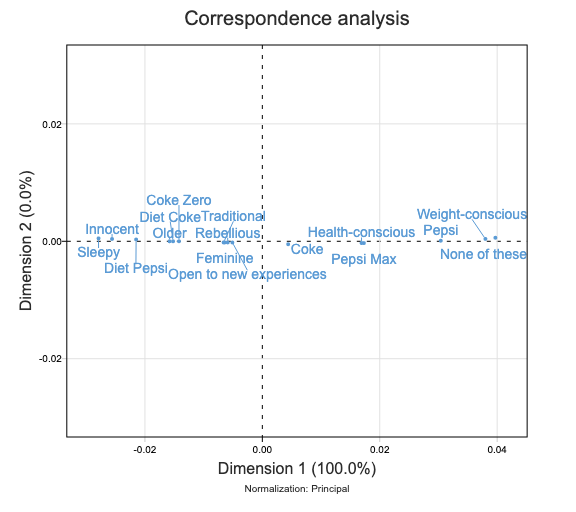 Correspondence analysis
Dimension 2 (0.0%)
0.02
0.00
-0.02
Coke Zero
Diet Coke
Traditional
Weight-conscious
Innocent
Older
Rebellious
Health-conscious
Pepsi
Sleepy
Coke
None of these
Diet Pepsi
Feminine
Pepsi Max
Open to new experiences
-0.02
0.00
0.02
0.04
Dimension 1 (100.0%)
Normalization: Principal